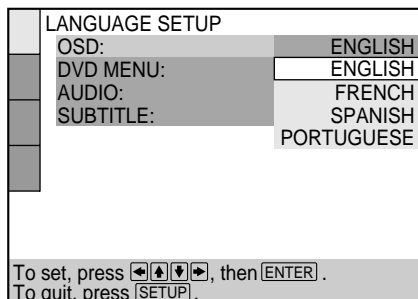 LANGUAGE SETUP
OSD: ENGLISH
DVD MENU: ENGLISH
AUDIO: FRENCH
SUBTITLE: SPANISH
PORTUGUESE
To set, press ←↑↓→, then ENTER.
To quit, press SETUP.